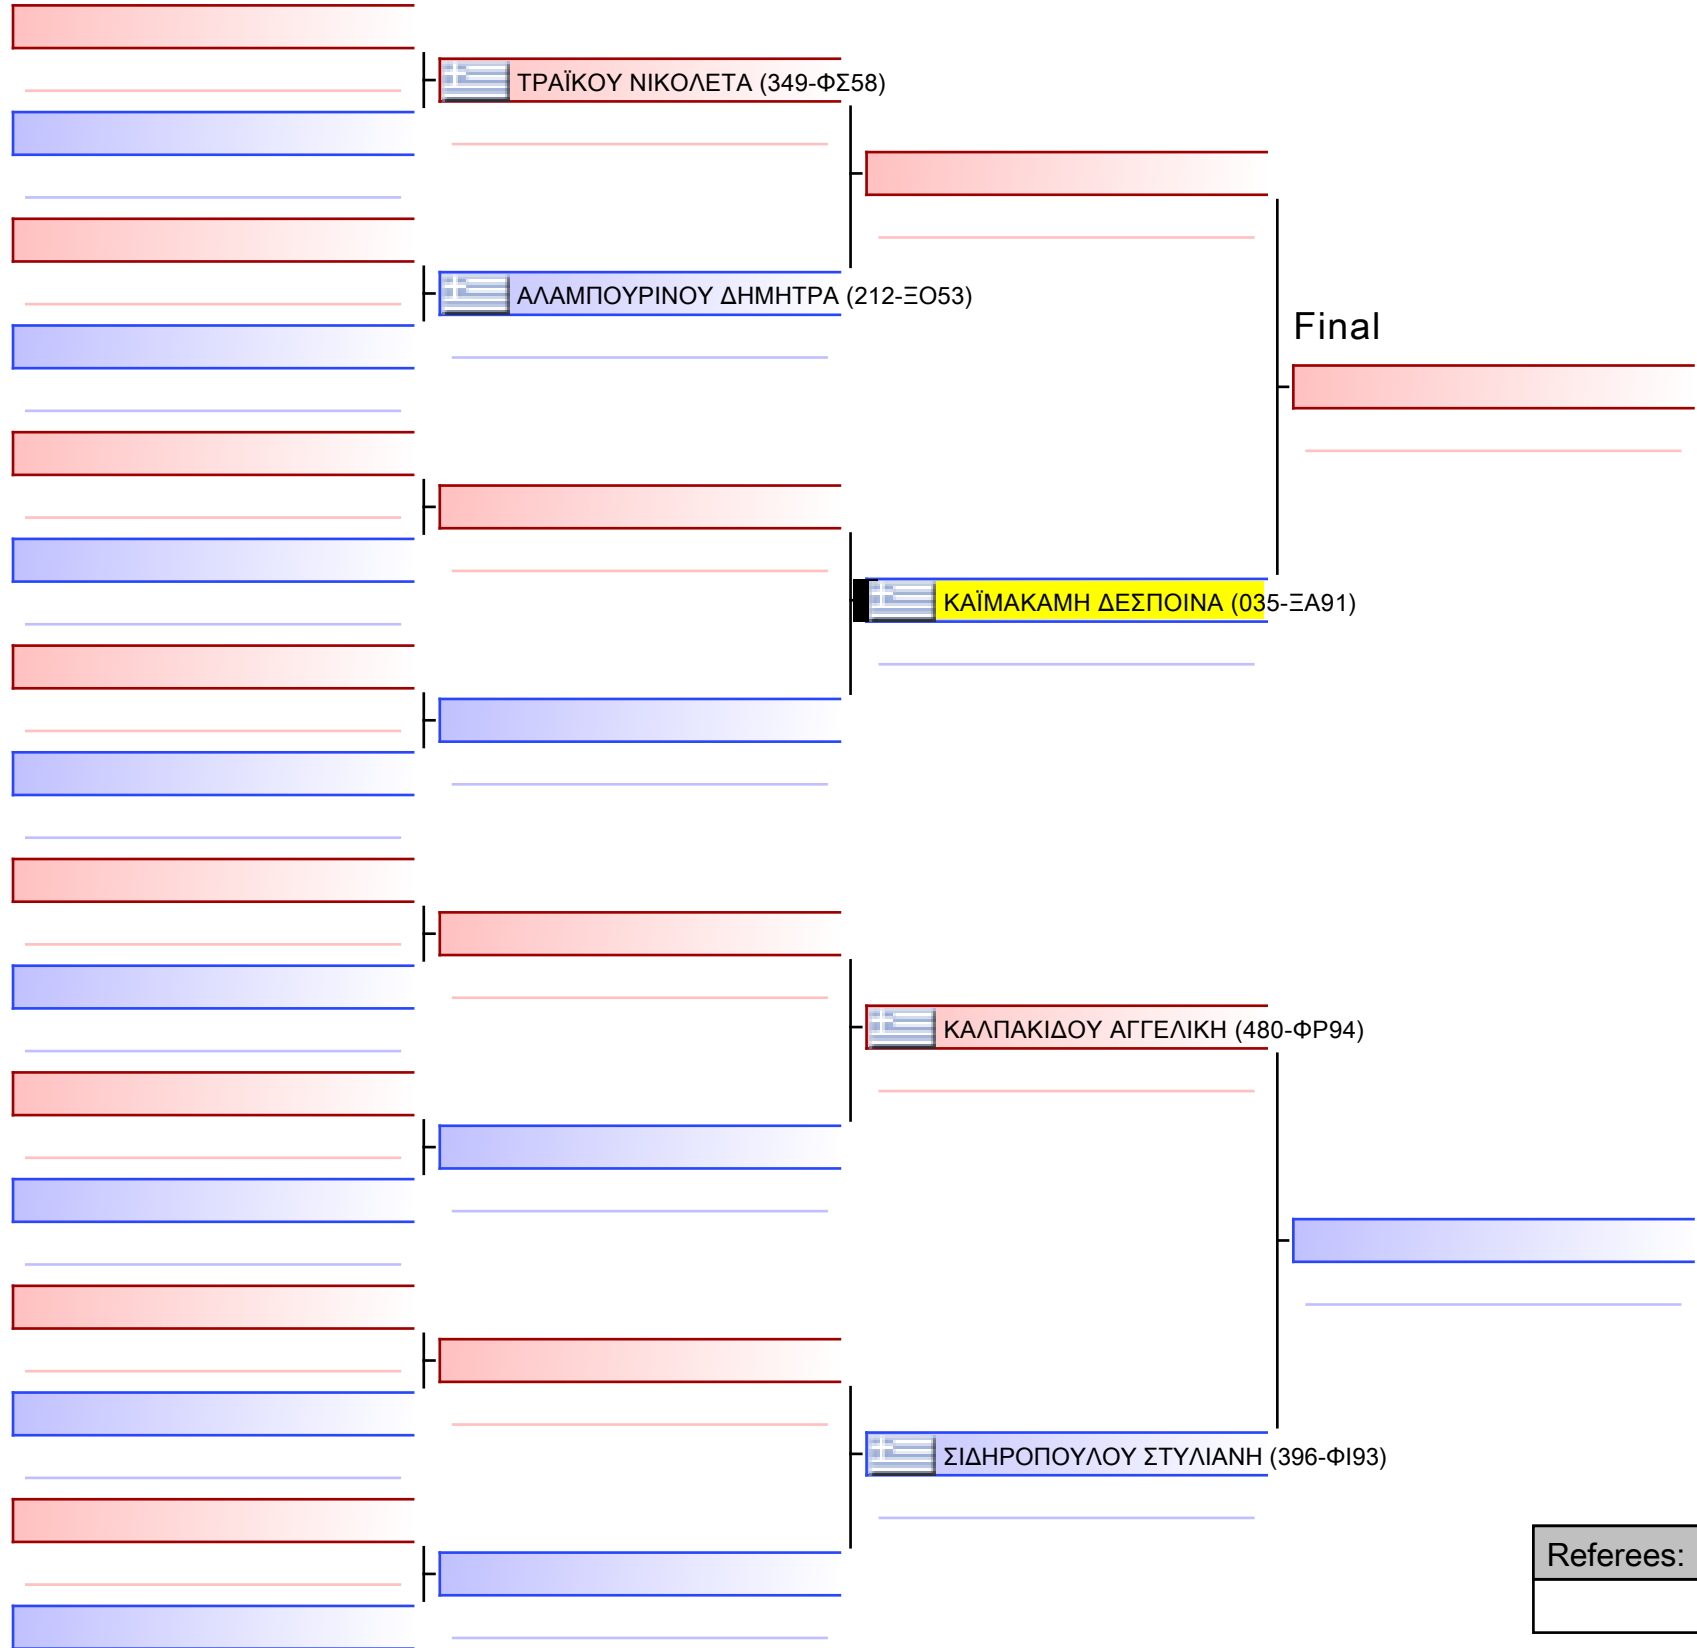 ΤΡΑΪΚΟΥ ΝΙΚΟΛΕΤΑ (349-ΦΣ58)
ΑΛΑΜΠΟΥΡΙΝΟΥ ΔΗΜΗΤΡΑ (212-ΞΟ53)
Final
ΚΑΪΜΑΚΑΜΗ ΔΕΣΠΟΙΝΑ (035-ΞΑ91)
ΚΑΛΠΑΚΙΔΟΥ ΑΓΓΕΛΙΚΗ (480-ΦΡ94)
ΣΙΔΗΡΟΠΟΥΛΟΥ ΣΤΥΛΙΑΝΗ (396-ΦΙ93)
Referees: